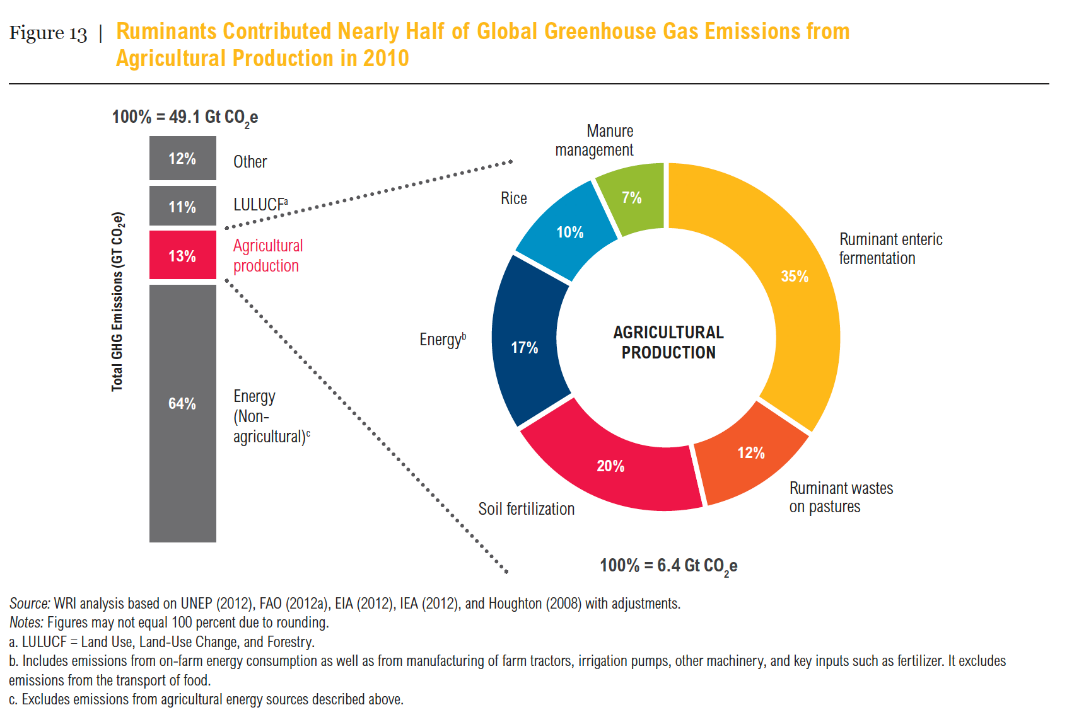 Figure 13 | Ruminants Contributed Nearly Half of Global Greenhouse Gas Emissions from
Agricultural Production in 2010
100% = 49.1 Gt CO₂e
Total GHG Emissions (GT CO₂e)
12%
Other
11%
LULUCFᵃ
13%
Agricultural
production
64%
Energy
(Non-
agricultural)ᶜ
Manure
management
7%
Rice
10%
Ruminant enteric
fermentation
35%
Energyᵇ
17%
AGRICULTURAL
PRODUCTION
12%
Ruminant wastes
on pastures
20%
Soil fertilization
100% = 6.4 Gt CO₂e
Source: WRI analysis based on UNEP (2012), FAO (2012a), EIA (2012), IEA (2012), and Houghton (2008) with adjustments.
Notes: Figures may not equal 100 percent due to rounding.
a. LULUCF = Land Use, Land-Use Change, and Forestry.
b. Includes emissions from on-farm energy consumption as well as from manufacturing of farm tractors, irrigation pumps, other machinery, and key inputs such as fertilizer. It excludes
emissions from the transport of food.
c. Excludes emissions from agricultural energy sources described above.